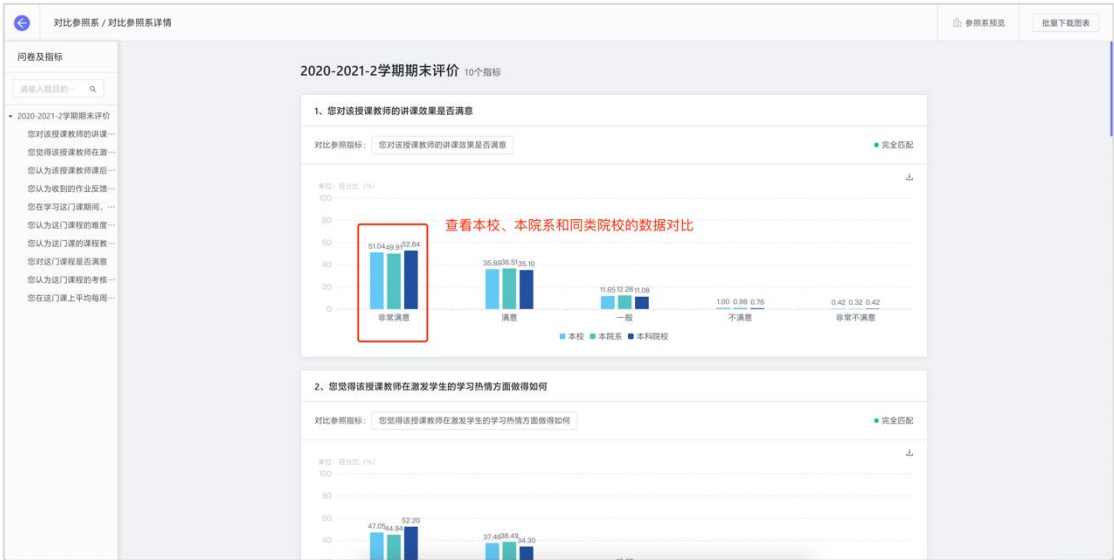 对比参照系 / 对比参照系详情
参照系预览
批量下载图表
问卷及指标
请输入题目的…
2020-2021-2学期期末评价
您对该授课教师的讲课…
您觉得该授课教师在激…
您认为该授课教师课后…
您认为收到的作业反馈…
您在学习这门课期间，…
您认为这门课程的难度…
您认为这门课的课程教…
您对这门课程是否满意
您认为这门课程的考核…
您在这门课上平均每周…
2020-2021-2学期期末评价 10个指标
1、您对该授课教师的讲课效果是否满意
对比参照指标： 您对该授课教师的讲课效果是否满意
完全匹配
单位：百分比（%）
100
80
60
40
20
0
查看本校、本院系和同类院校的数据对比
51.04 49.91 52.64
35.89 36.51 35.10
11.65 12.28 11.08
1.00 0.98 0.76
0.42 0.32 0.42
非常满意 满意 一般 不满意 非常不满意
本校 本院系 本科院校
2、您觉得该授课教师在激发学生的学习热情方面做得如何
对比参照指标： 您觉得该授课教师在激发学生的学习热情方面做得如何
完全匹配
单位：百分比（%）
100
80
60
40
47.05 44.94 52.20
37.46 38.49 34.30